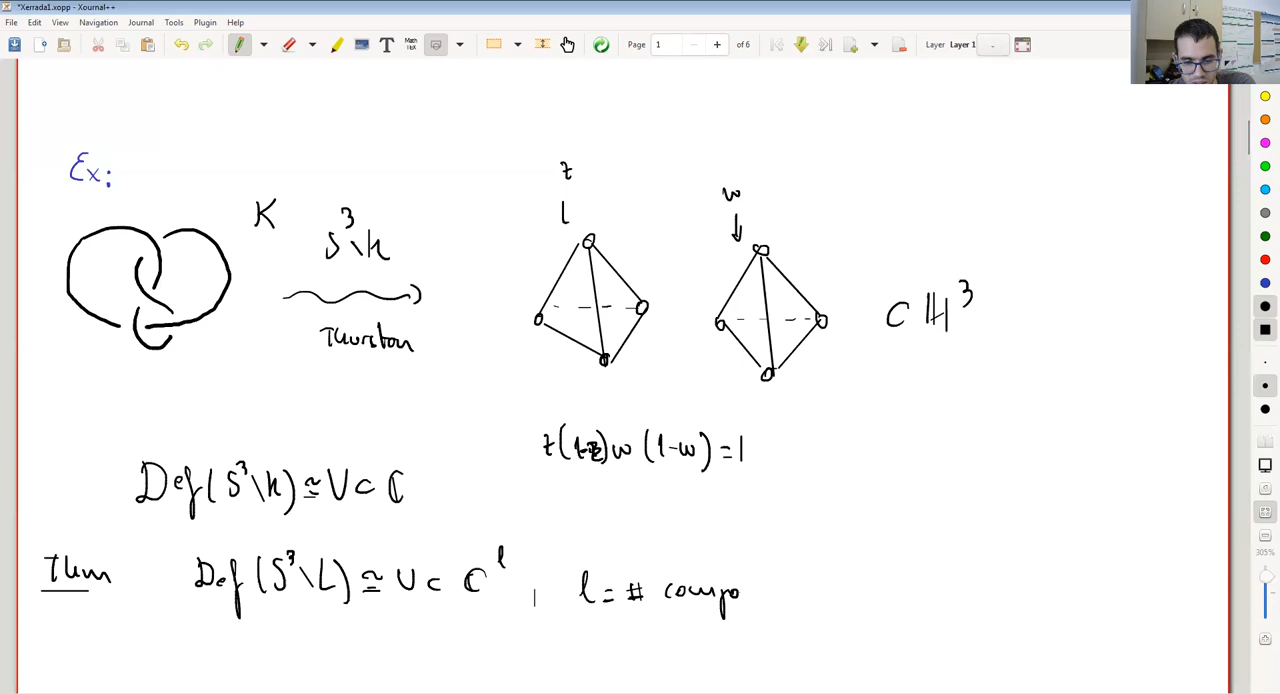 *Xerrada1.xopp - Xournal++
File Edit View Navigation Journal Tools Plugin Help
Page 1 of 6 Layer Layer 1
Ex:
K
S³\K
Thurston
z
w
⊂ ℍ³
z(1-z)w(1-w)=1
Def(S³\K) ≅ U ⊂ ℂ
Thm Def(S³\L) ≅ U ⊂ ℂ^l, l = # compo
305%